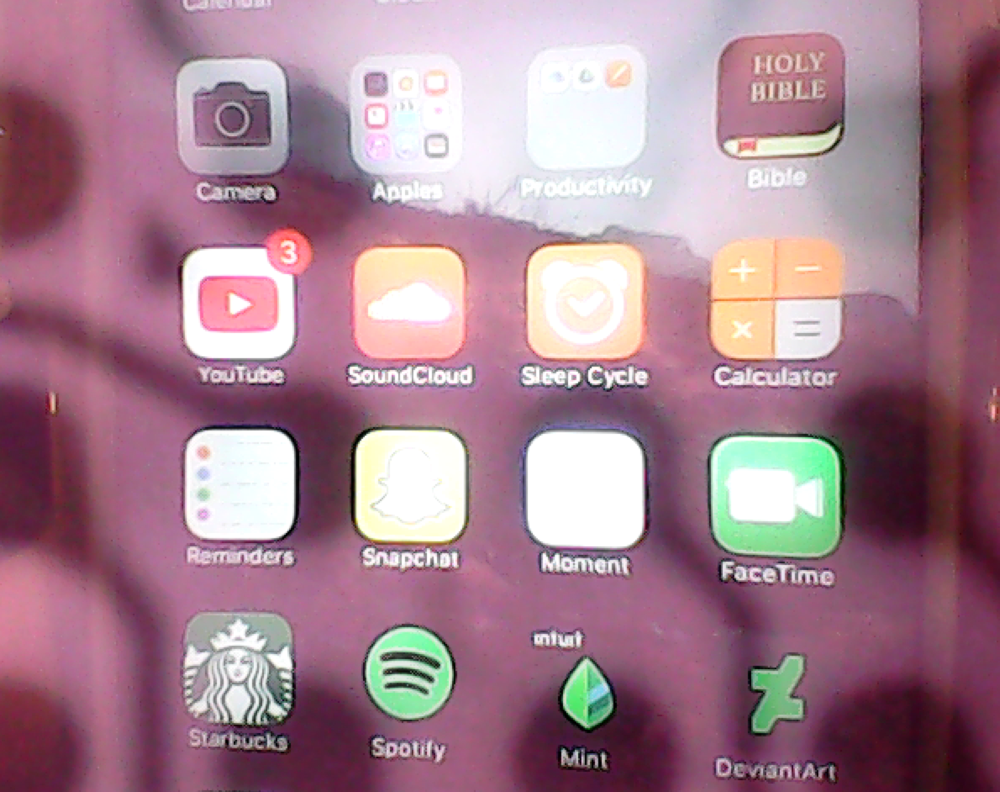 Calendar
Camera
Apples
Productivity
HOLY
BIBLE
Bible
3
YouTube
SoundCloud
Sleep Cycle
Calculator
Reminders
Snapchat
Moment
FaceTime
Starbucks
Spotify
intuit
Mint
DeviantArt